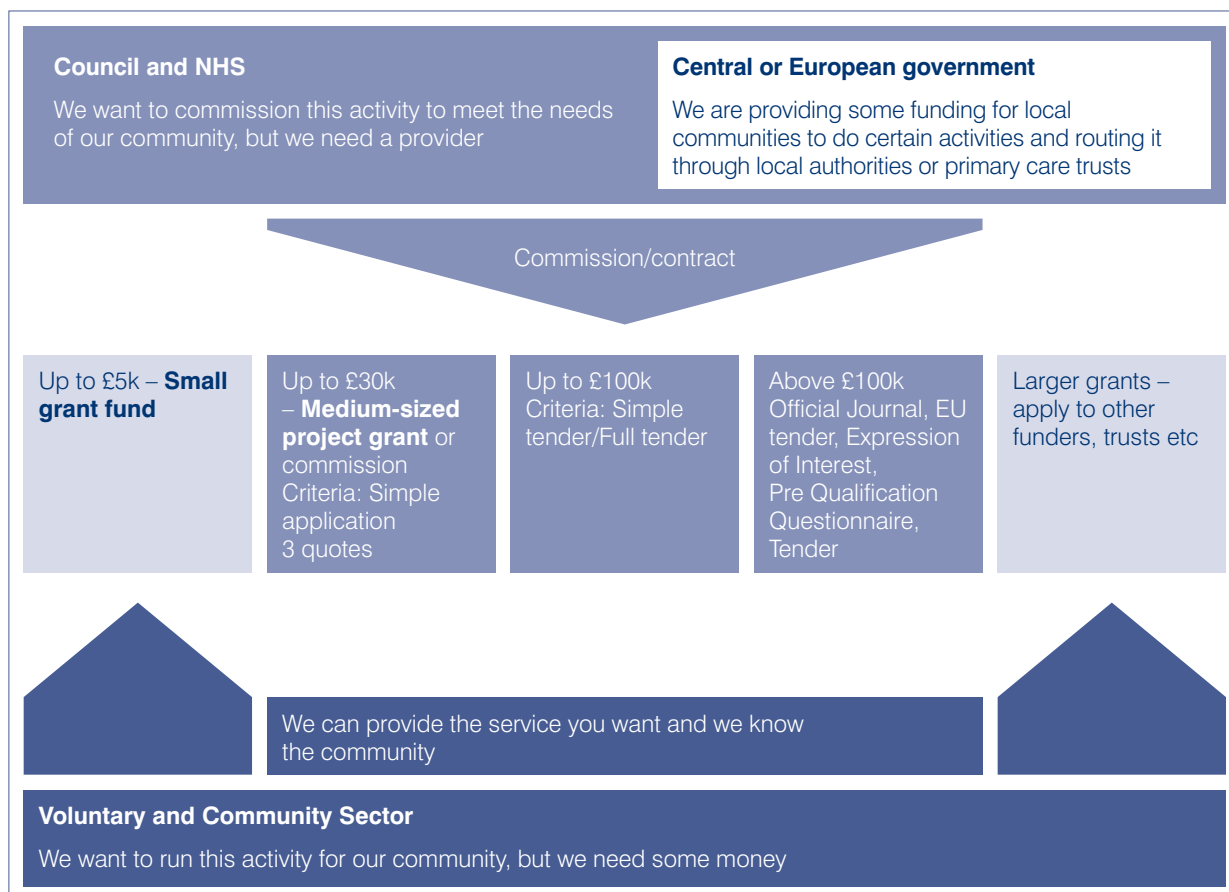 Council and NHS
We want to commission this activity to meet the needs
of our community, but we need a provider
Central or European government
We are providing some funding for local
communities to do certain activities and routing it
through local authorities or primary care trusts
Commission/contract
Up to £5k – Small
grant fund
Up to £30k
– Medium-sized
project grant or
commission
Criteria: Simple
application
3 quotes
Up to £100k
Criteria: Simple
tender/Full tender
Above £100k
Official Journal, EU
tender, Expression
of Interest,
Pre Qualification
Questionnaire,
Tender
Larger grants –
apply to other
funders, trusts etc
We can provide the service you want and we know
the community
Voluntary and Community Sector
We want to run this activity for our community, but we need some money